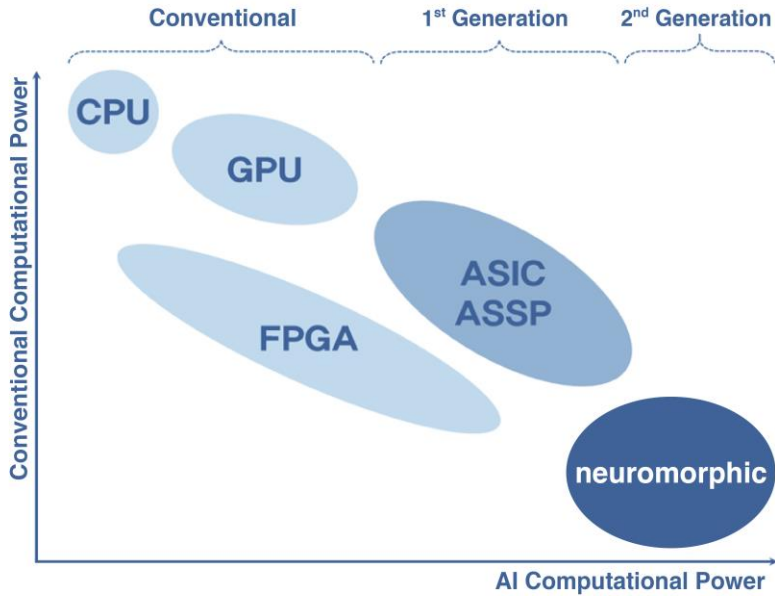 Conventional
1st Generation
2nd Generation
Conventional Computational Power
CPU
GPU
ASIC
ASSP
FPGA
neuromorphic
AI Computational Power